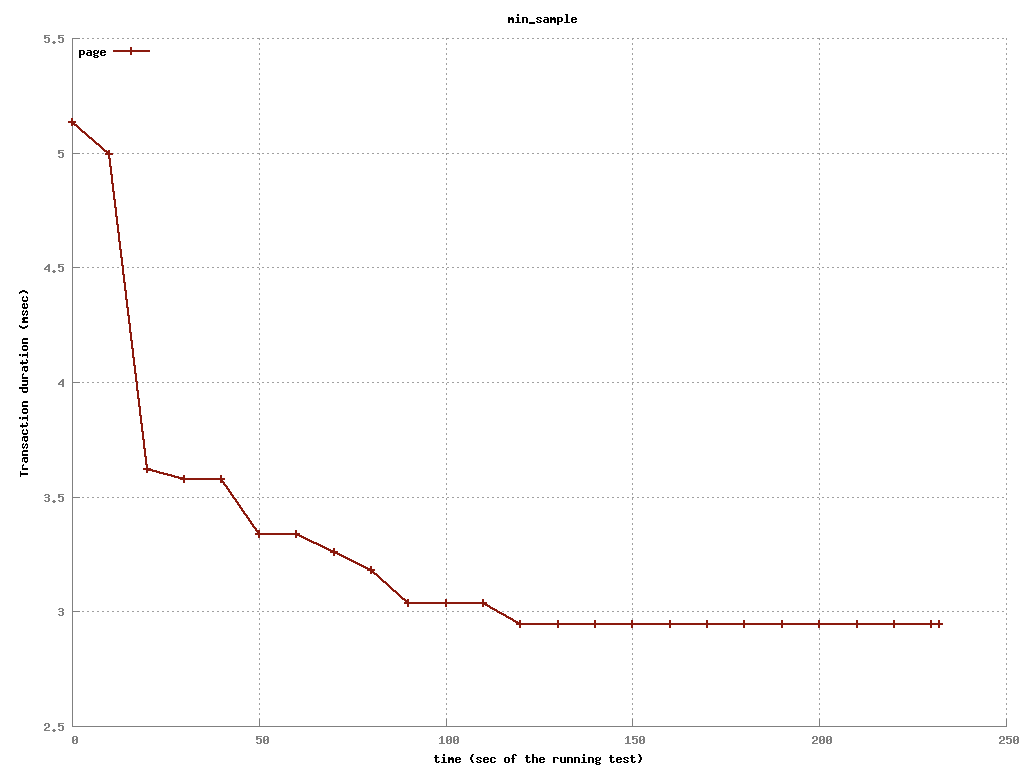 min_sample
5.5
page
5
4.5
4
3.5
3
2.5
Transaction duration (msec)
0 50 100 150 200 250
time (sec of the running test)